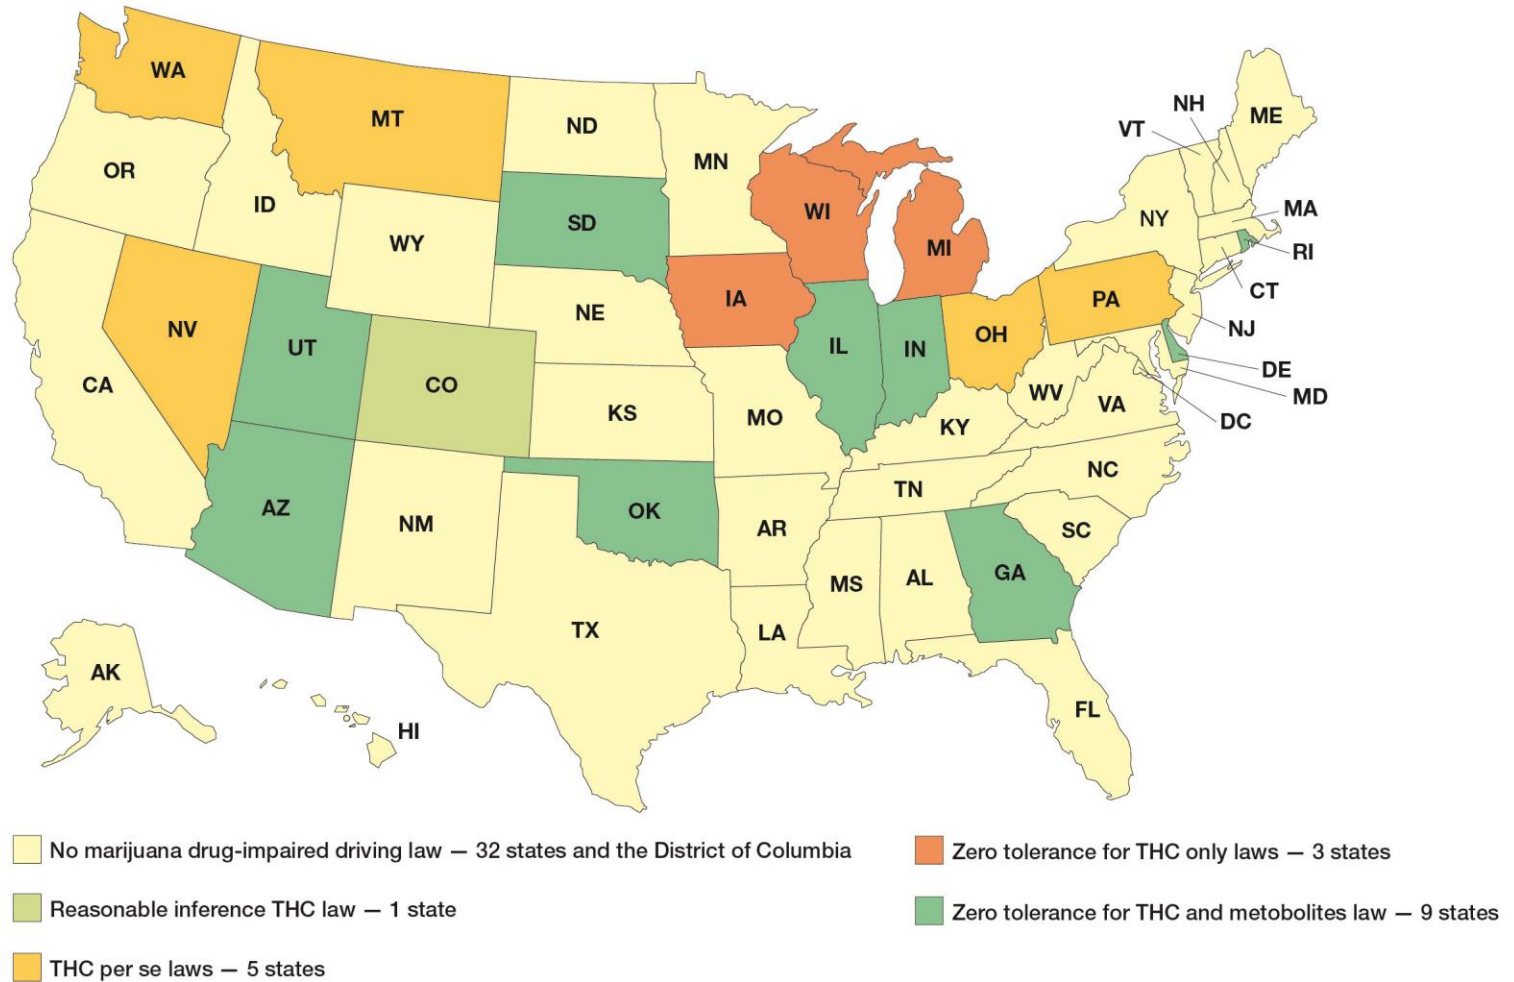 WA
MT
ND
MN
OR
ID
SD
WY
WI
MI
NY
VT
NH
ME
MA
RI
CT
NJ
DE
MD
DC
NV
UT
CO
NE
IA
IL
IN
OH
PA
CA
KS
MO
KY
WV
VA
AZ
NM
OK
AR
TN
NC
SC
TX
LA
MS
AL
GA
FL
AK
HI
No marijuana drug-impaired driving law — 32 states and the District of Columbia
Reasonable inference THC law — 1 state
THC per se laws — 5 states
Zero tolerance for THC only laws — 3 states
Zero tolerance for THC and metobolites law — 9 states